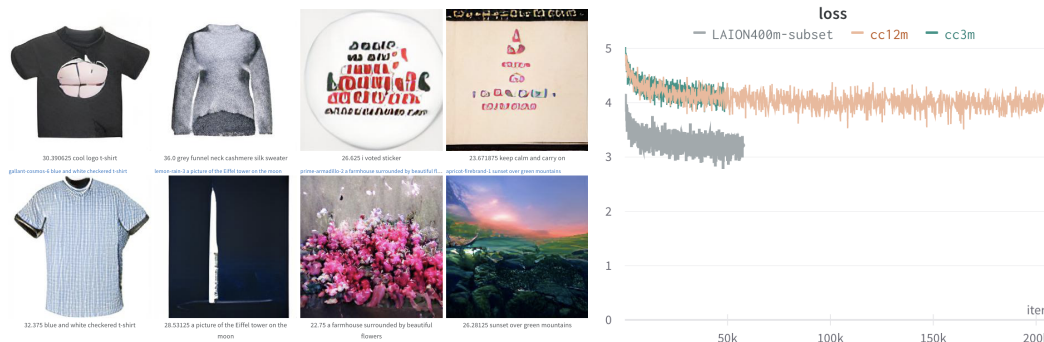 30.390625 cool logo t-shirt
36.0 grey funnel neck cashmere silk sweater
26.625 i voted sticker
23.671875 keep calm and carry on
gallant-cosmos-6 blue and white checkered t-shirt
lemon-rain-3 a picture of the Eiffel tower on the moon
prime-armadillo-2 a farmhouse surrounded by beautiful fl...
apricot-firebrand-1 sunset over green mountains
32.375 blue and white checkered t-shirt
28.53125 a picture of the Eiffel tower on the
moon
22.75 a farmhouse surrounded by beautiful
flowers
26.28125 sunset over green mountains
loss
LAION400m-subset cc12m cc3m
5
4
3
2
1
0
iter
50k 100k 150k 200